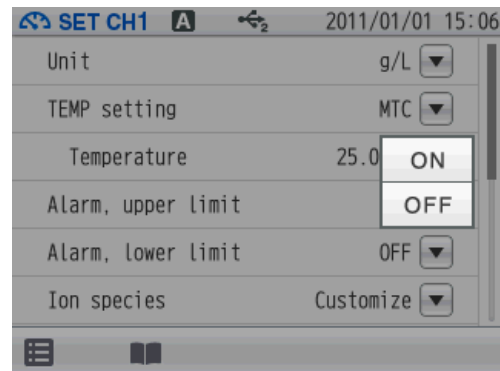 SET CH1 A 2 2011/01/01 15:06
Unit g/L
TEMP setting MTC
Temperature 25.0
ON
Alarm, upper limit OFF
Alarm, lower limit OFF
Ion species Customize